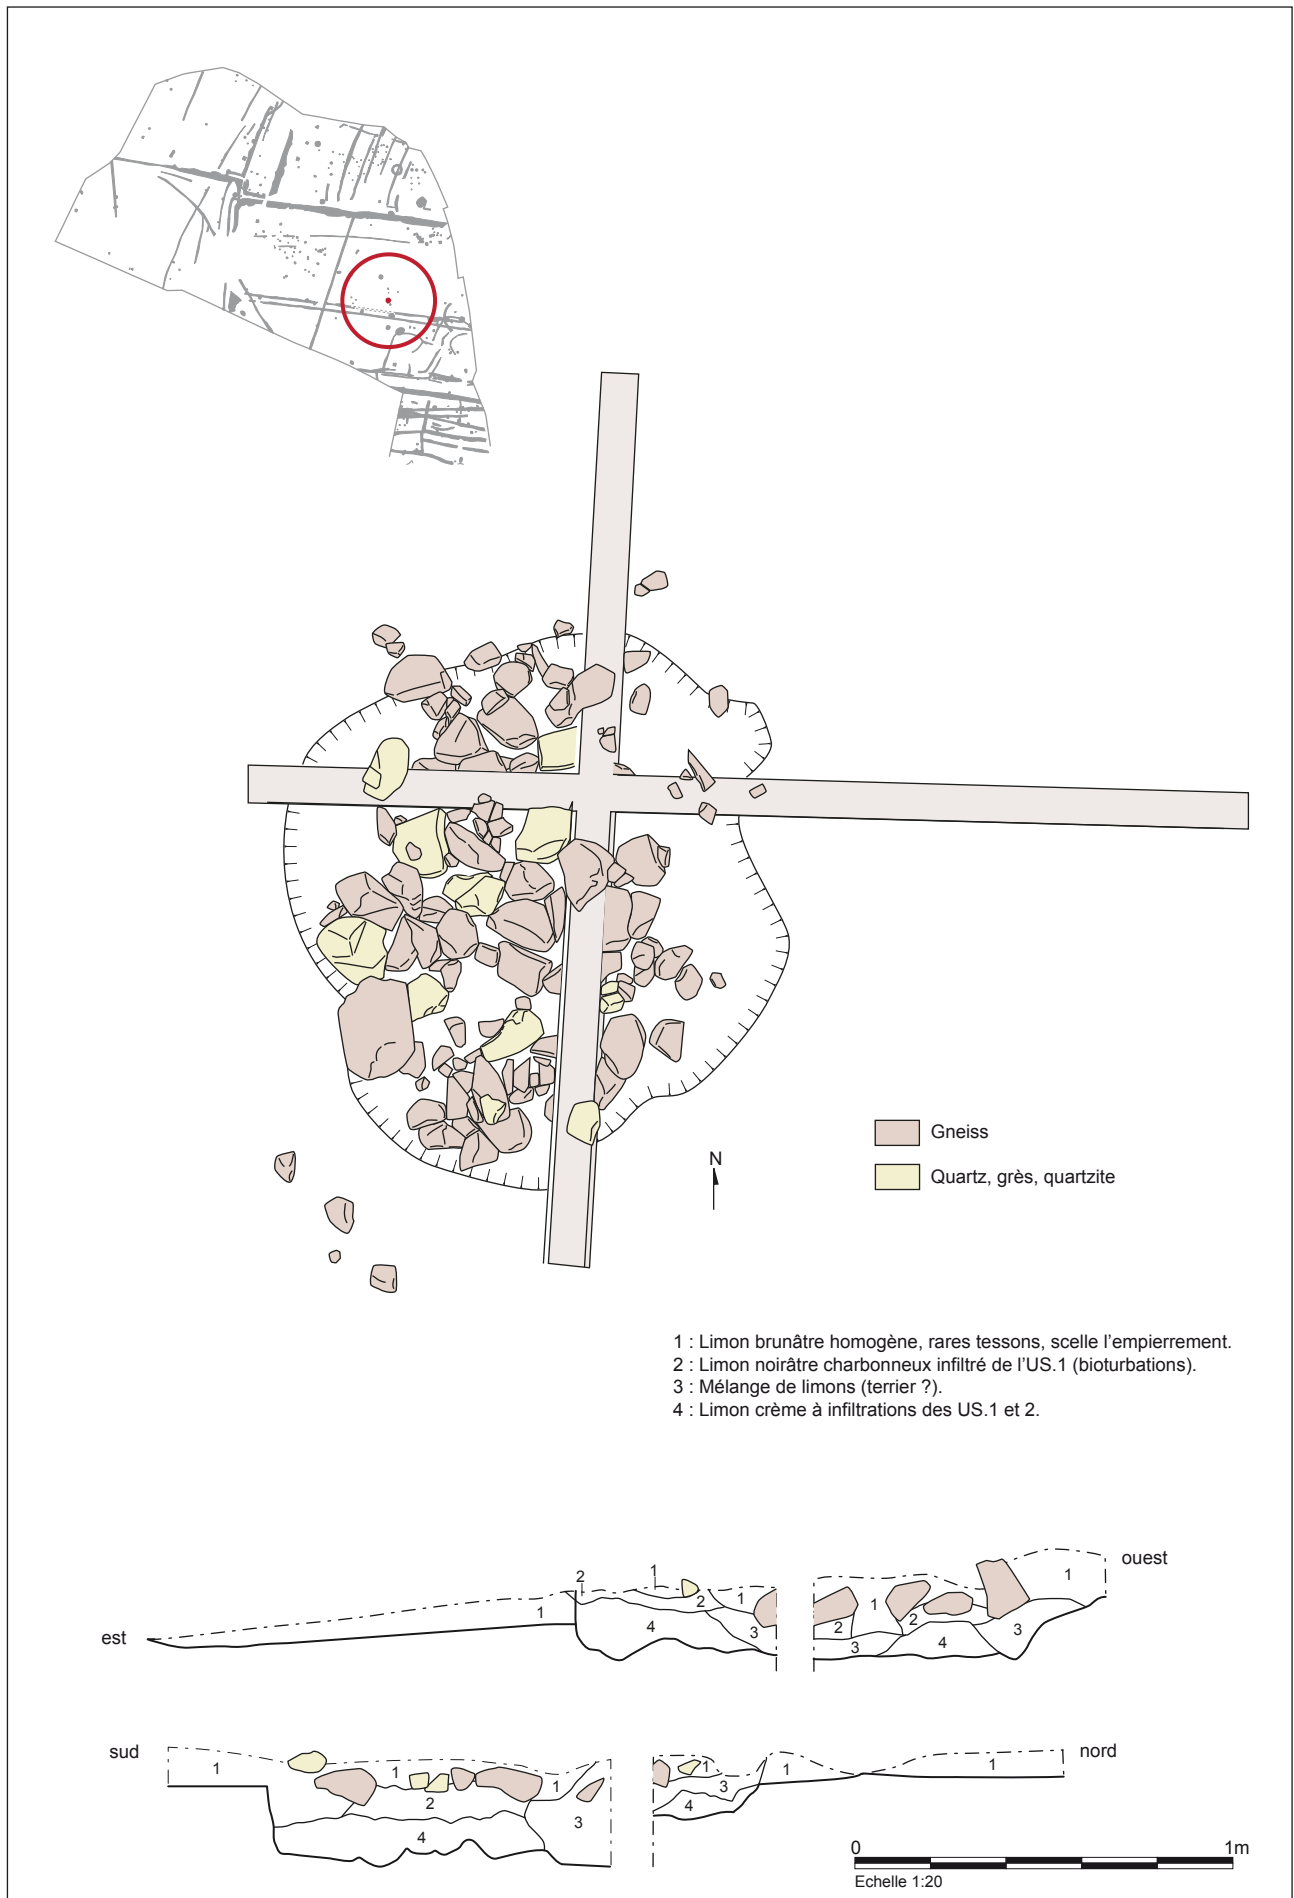 Gneiss
N
Quartz, grès, quartzite
1 : Limon brunâtre homogène, rares tessons, scelle l'empierrement.
2 : Limon noirâtre charbonneux infiltré de l'US.1 (bioturbations).
3 : Mélange de limons (terrier ?).
4 : Limon crème à infiltrations des US.1 et 2.
ouest
2 1 1
1 2 1 1 2 2
est 4 3 3 4 3
sud nord
1 1 1 1 1 1
2 3 4
4 3
0 1m
Echelle 1:20